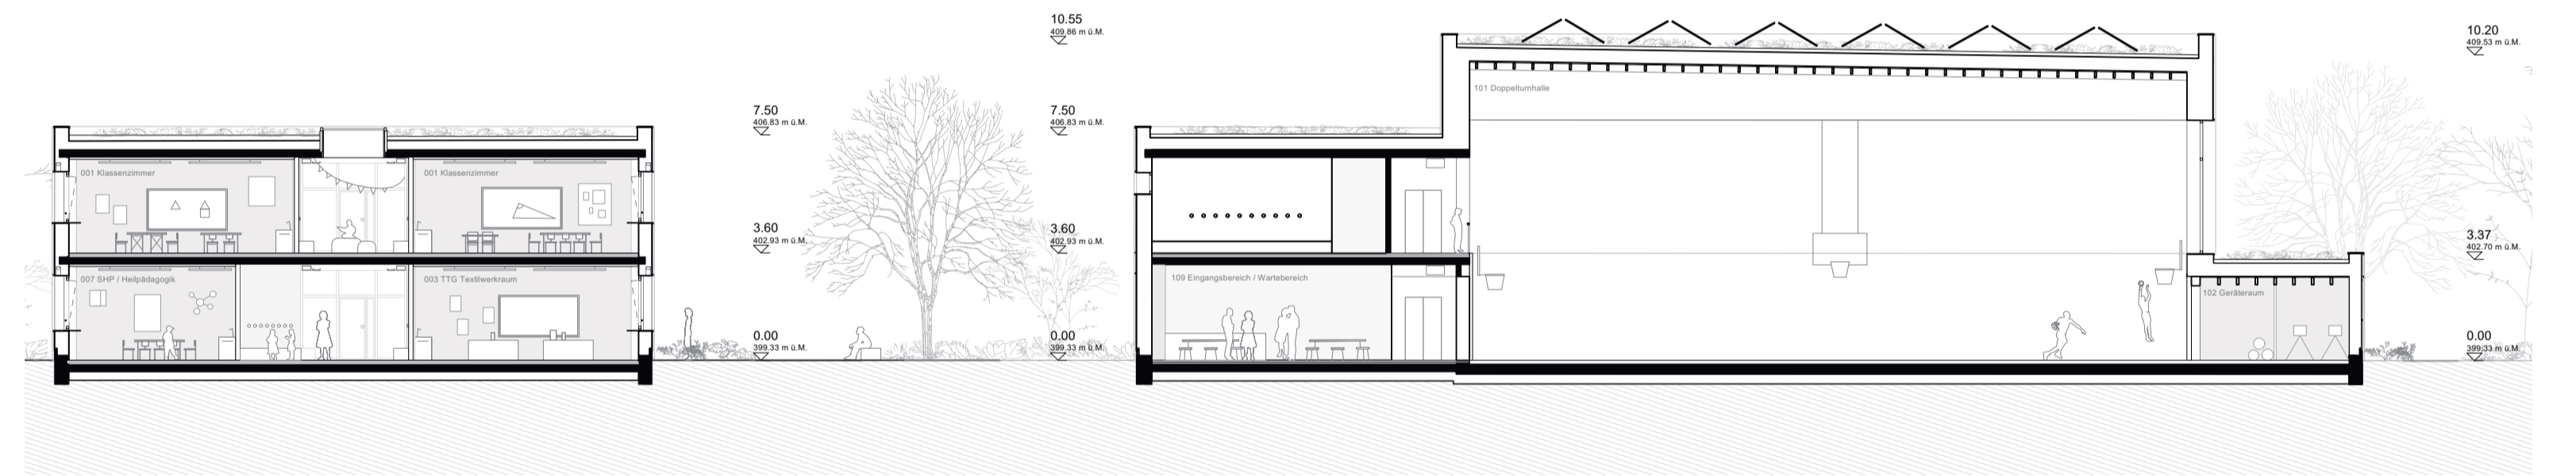 10.55
409.86 m ü.M.
10.20
409.53 m ü.M.
101 Doppelturnhalle
7.50
406.83 m ü.M.
7.50
406.83 m ü.M.
001 Klassenzimmer
001 Klassenzimmer
3.60
402.93 m ü.M.
3.60
402.93 m ü.M.
3.37
402.70 m ü.M.
007 SHP / Heilpädagogik
003 TTG Textilwerkraum
109 Eingangsbereich / Wartebereich
102 Geräteraum
0.00
399.33 m ü.M.
0.00
399.33 m ü.M.
0.00
399.33 m ü.M.